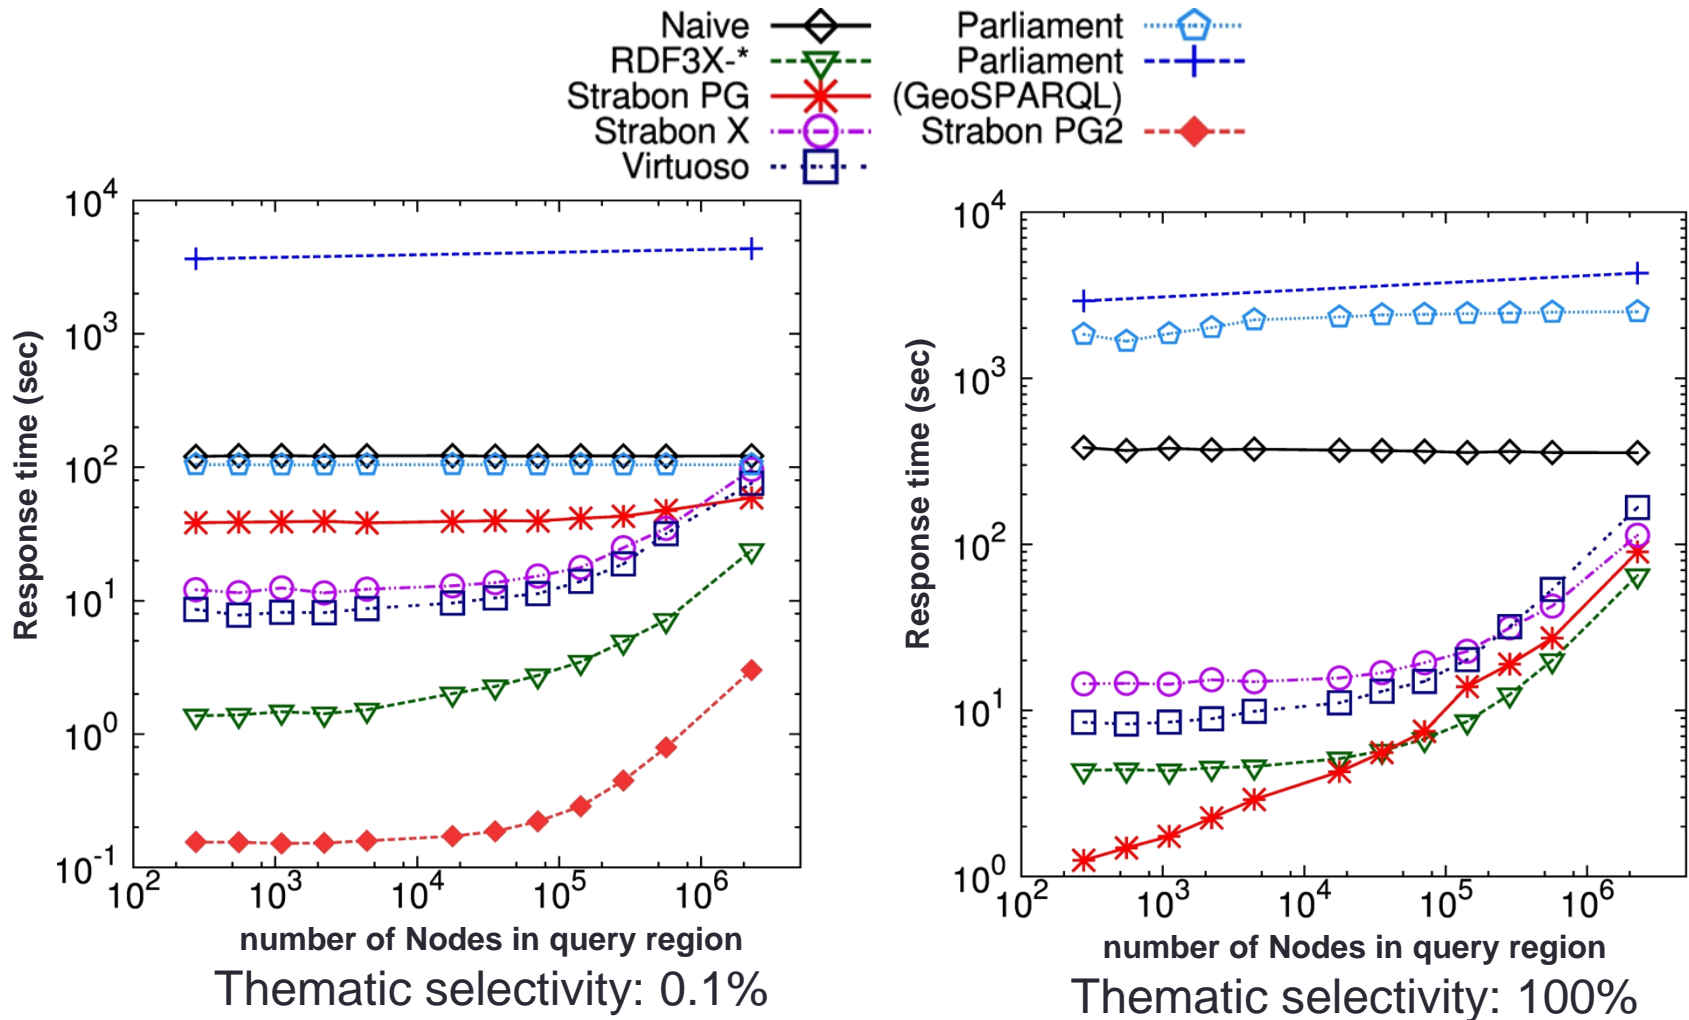 Naive
RDF3X-*
Strabon PG
Strabon X
Virtuoso
Parliament
Parliament
(GeoSPARQL)
Strabon PG2
Response time (sec)
10^4
10^3
10^2
10^1
10^0
10^-1
10^2 10^3 10^4 10^5 10^6
number of Nodes in query region
Thematic selectivity: 0.1%
Response time (sec)
10^4
10^3
10^2
10^1
10^0
10^2 10^3 10^4 10^5 10^6
number of Nodes in query region
Thematic selectivity: 100%